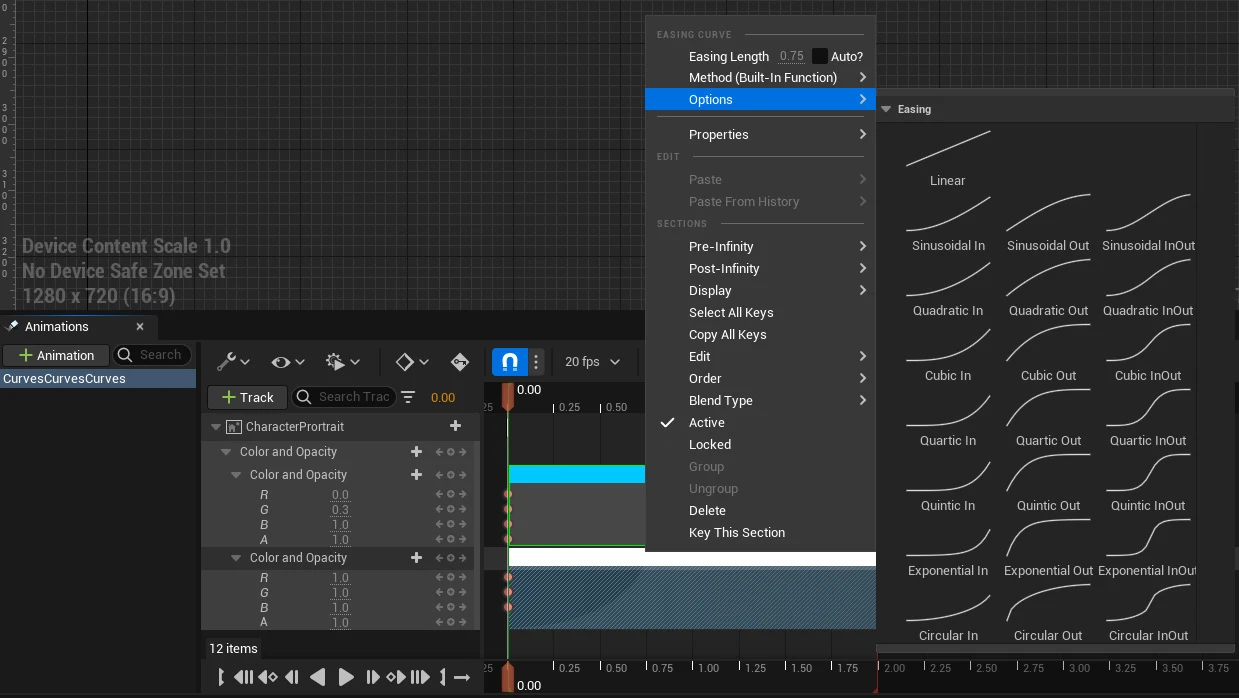 EASING CURVE
Easing Length 0.75 Auto?
Method (Built-In Function)
Options
Properties
EDIT
Paste
Paste From History
SECTIONS
Pre-Infinity
Post-Infinity
Display
Select All Keys
Copy All Keys
Edit
Order
Blend Type
Active
Locked
Group
Ungroup
Delete
Key This Section
Easing
Linear
Sinusoidal In Sinusoidal Out Sinusoidal InOut
Quadratic In Quadratic Out Quadratic InOut
Cubic In Cubic Out Cubic InOut
Quartic In Quartic Out Quartic InOut
Quintic In Quintic Out Quintic InOut
Exponential In Exponential Out Exponential InOut
Circular In Circular Out Circular InOut
2900
3000
3100
3200
Device Content Scale 1.0
No Device Safe Zone Set
1280 x 720 (16:9)
Animations
Animation Search
CurvesCurvesCurves
20 fps
Track Search Trac 0.00
0.00
25 0.25 0.50
CharacterPrortrait
Color and Opacity
Color and Opacity
R 0.0
G 0.3
B 1.0
A 1.0
Color and Opacity
R 1.0
G 1.0
B 1.0
A 1.0
12 items
25 0.25 0.50 0.75 1.00 1.25 1.50 1.75 2.00 2.25 2.50 2.75 3.00 3.25 3.50 3.75
0.00